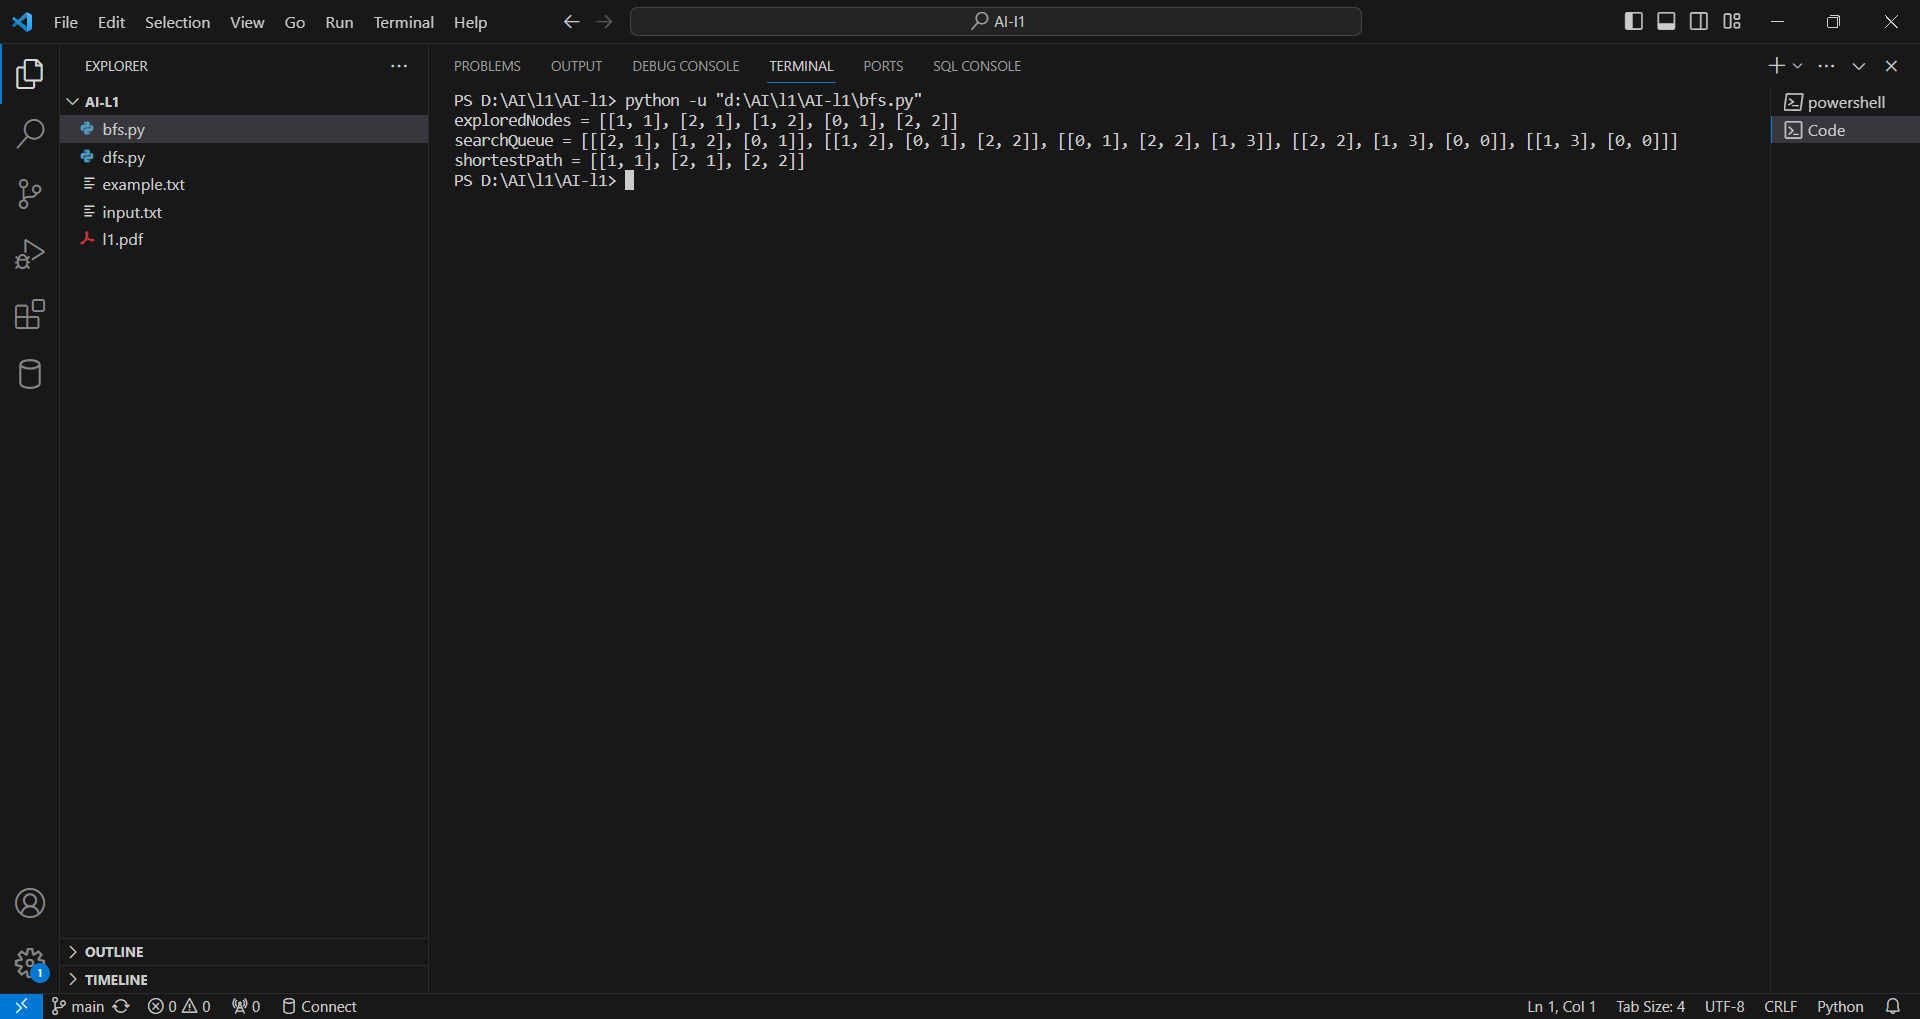 File Edit Selection View Go Run Terminal Help
AI-l1
EXPLORER
AI-L1
bfs.py
dfs.py
example.txt
input.txt
l1.pdf
OUTLINE
TIMELINE
PROBLEMS OUTPUT DEBUG CONSOLE TERMINAL PORTS SQL CONSOLE
PS D:\AI\l1\AI-l1> python -u "d:\AI\l1\AI-l1\bfs.py"
exploredNodes = [[1, 1], [2, 1], [1, 2], [0, 1], [2, 2]]
searchQueue = [[[2, 1], [1, 2], [0, 1]], [[1, 2], [0, 1], [2, 2]], [[0, 1], [2, 2], [1, 3]], [[2, 2], [1, 3], [0, 0]], [[1, 3], [0, 0]]]
shortestPath = [[1, 1], [2, 1], [2, 2]]
PS D:\AI\l1\AI-l1>
powershell
Code
1
main 0 0 0 Connect
Ln 1, Col 1 Tab Size: 4 UTF-8 CRLF Python